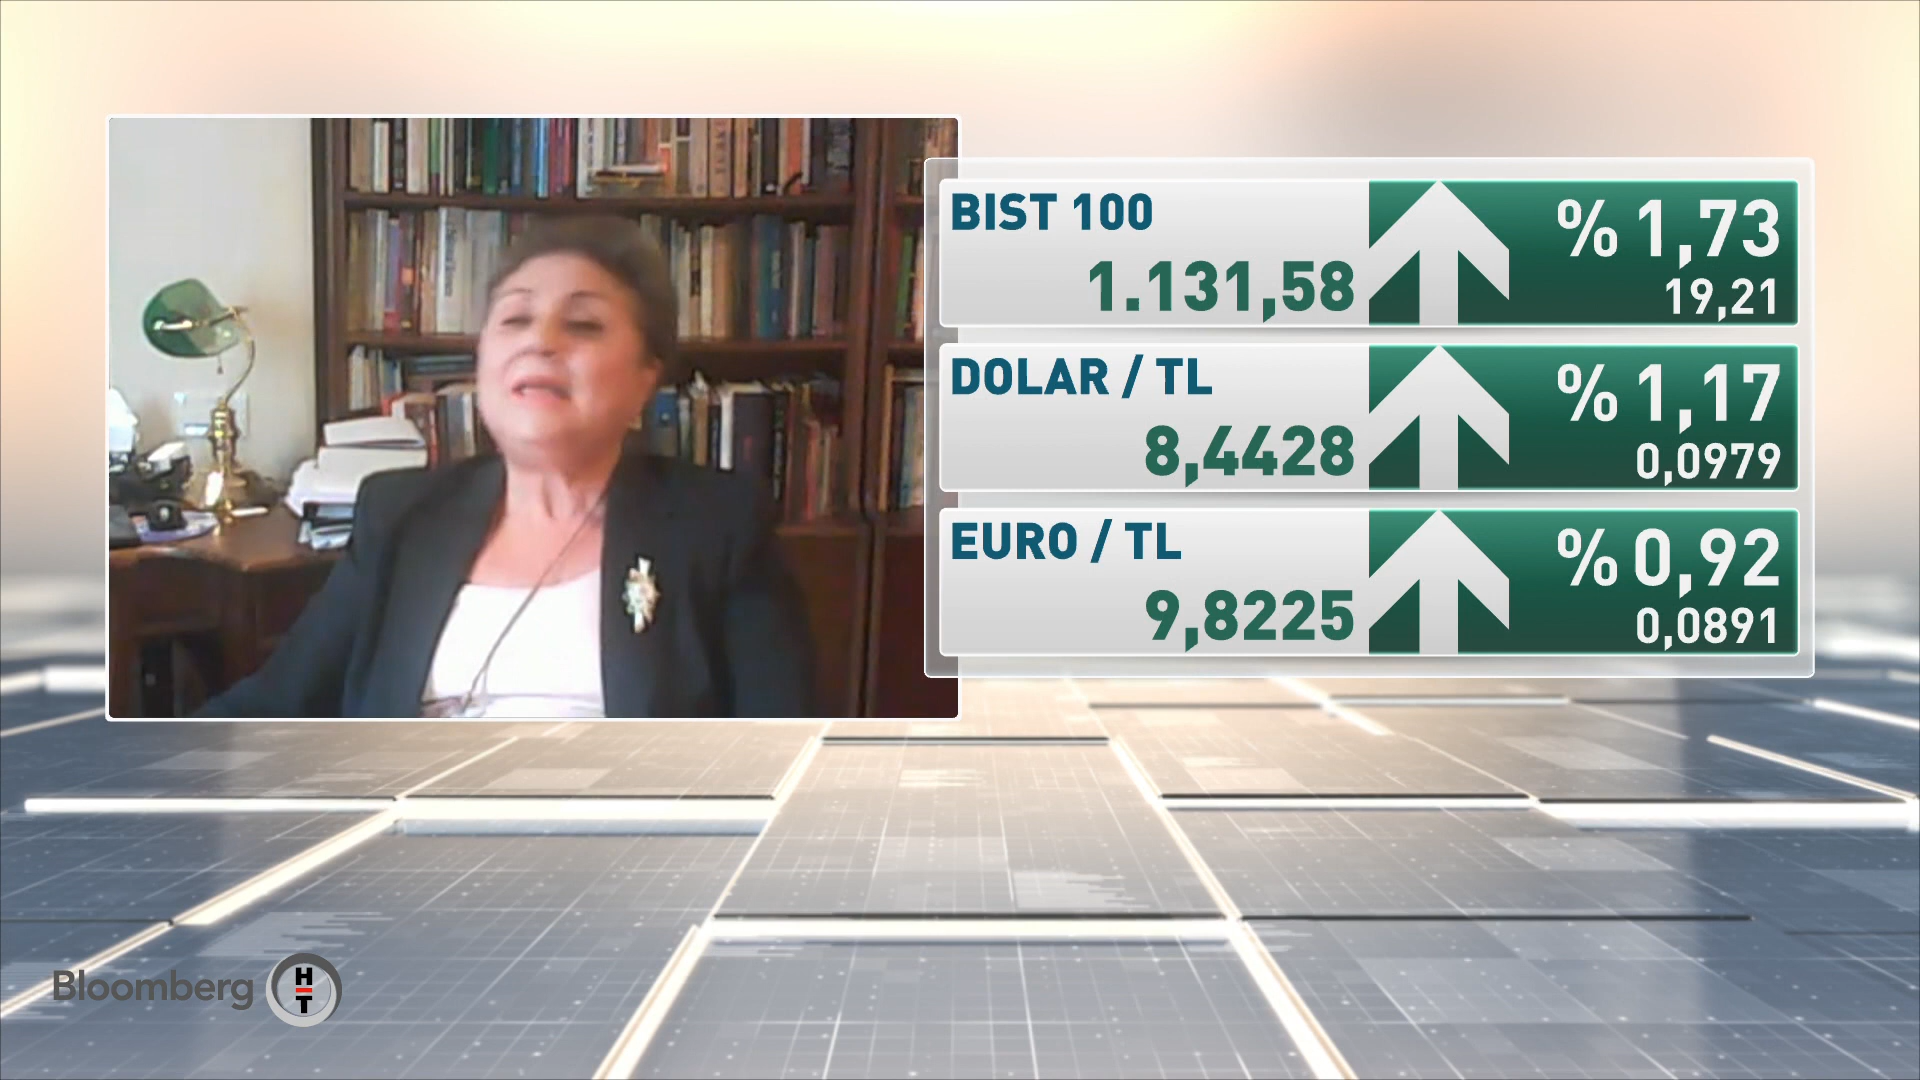 BIST 100
1.131,58
% 1,73
19,21
DOLAR / TL
8,4428
% 1,17
0,0979
EURO / TL
9,8225
% 0,92
0,0891
Bloomberg HT